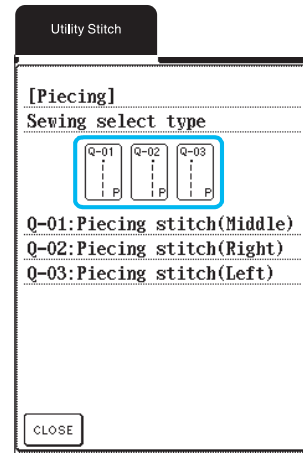 Utility Stitch
[Piecing]
Sewing select type
Q-01 Q-02 Q-03
P P P
Q-01:Piecing stitch(Middle)
Q-02:Piecing stitch(Right)
Q-03:Piecing stitch(Left)
CLOSE